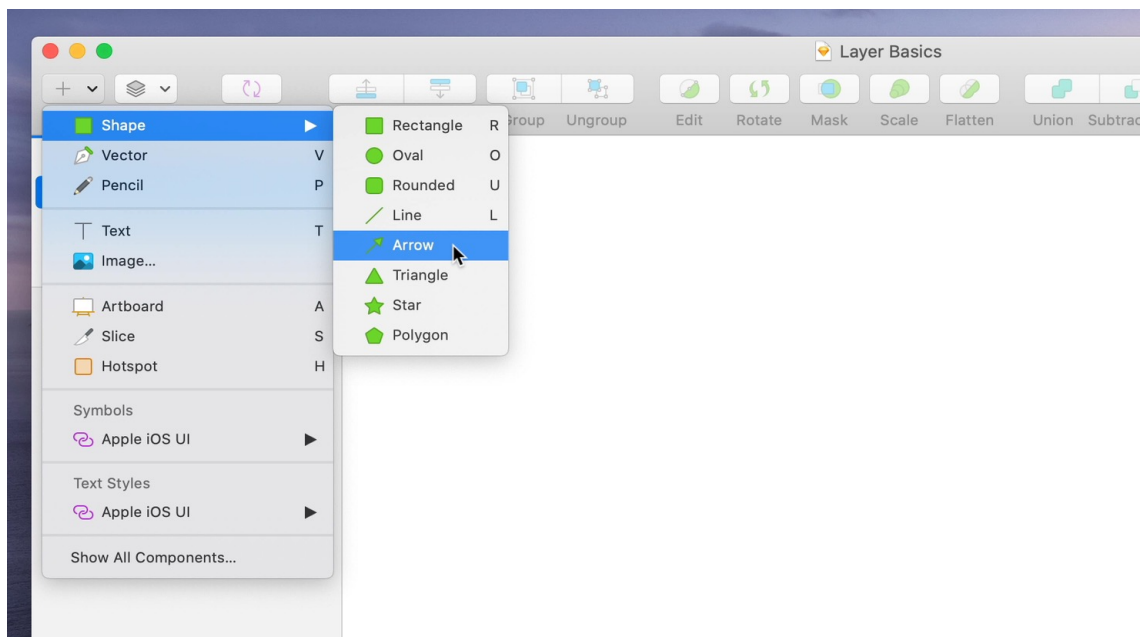 Layer Basics
Group Ungroup Edit Rotate Mask Scale Flatten Union
Shape
Vector V
Pencil P
Text T
Image...
Artboard A
Slice S
Hotspot H
Symbols
Apple iOS UI
Text Styles
Apple iOS UI
Show All Components...
Rectangle R
Oval O
Rounded U
Line L
Arrow
Triangle
Star
Polygon